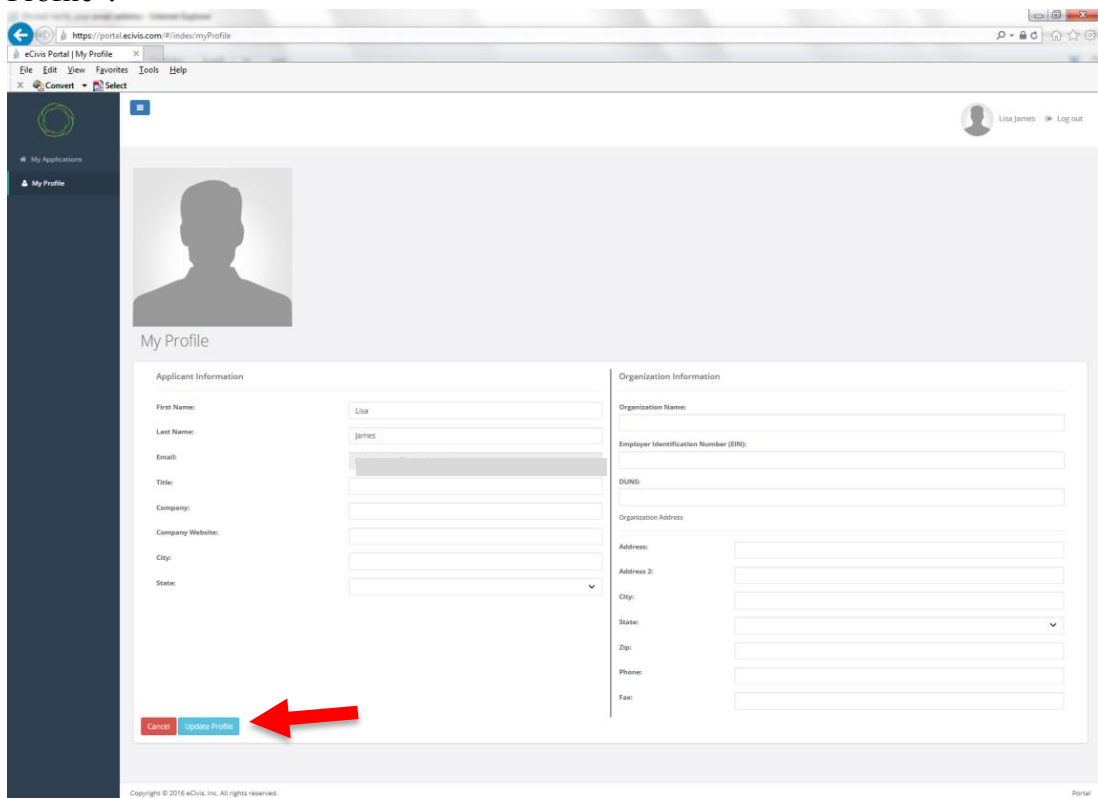 Profile".
https://portal.ecivis.com/#/index/myProfile
eCivis Portal | My Profile
File Edit View Favorites Tools Help
Convert Select
Lisa James Log out
My Applications
My Profile
My Profile
Applicant Information
First Name: Lisa
Last Name: James
Email:
Title:
Company:
Company Website:
City:
State:
Organization Information
Organization Name:
Employer Identification Number (EIN):
DUNS:
Organization Address
Address:
Address 2:
City:
State:
Zip:
Phone:
Fax:
Cancel Update Profile
Copyright © 2016 eCivis, Inc. All rights reserved.
Portal